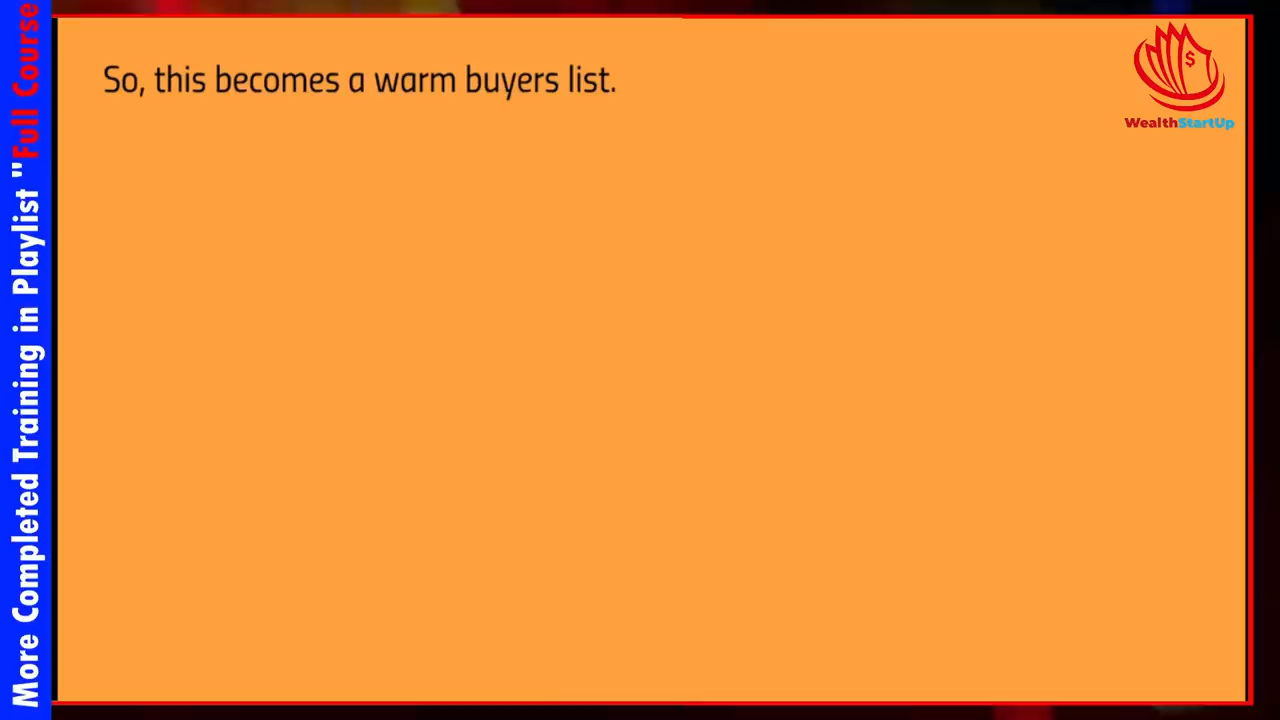 So, this becomes a warm buyers list.
$
WealthStartUp
More Completed Training in Playlist "Full Course